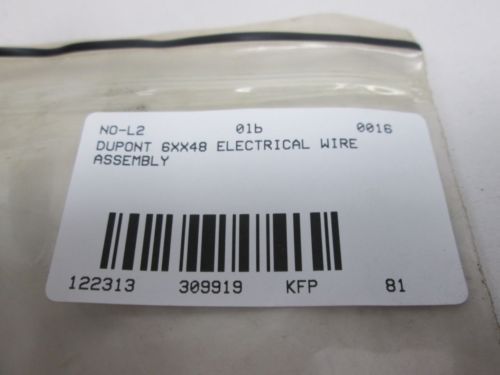 NO-L2 01b 0016
DUPONT 6XX48 ELECTRICAL WIRE
ASSEMBLY
122313 309919 KFP 81